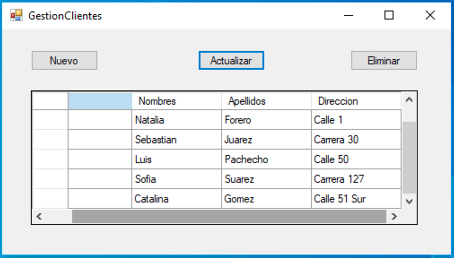 GestionClientes
Nuevo Actualizar Eliminar
Nombres Apellidos Direccion
Natalia Forero Calle 1
Sebastian Juarez Carrera 30
Luis Pachecho Calle 50
Sofia Suarez Carrera 127
Catalina Gomez Calle 51 Sur